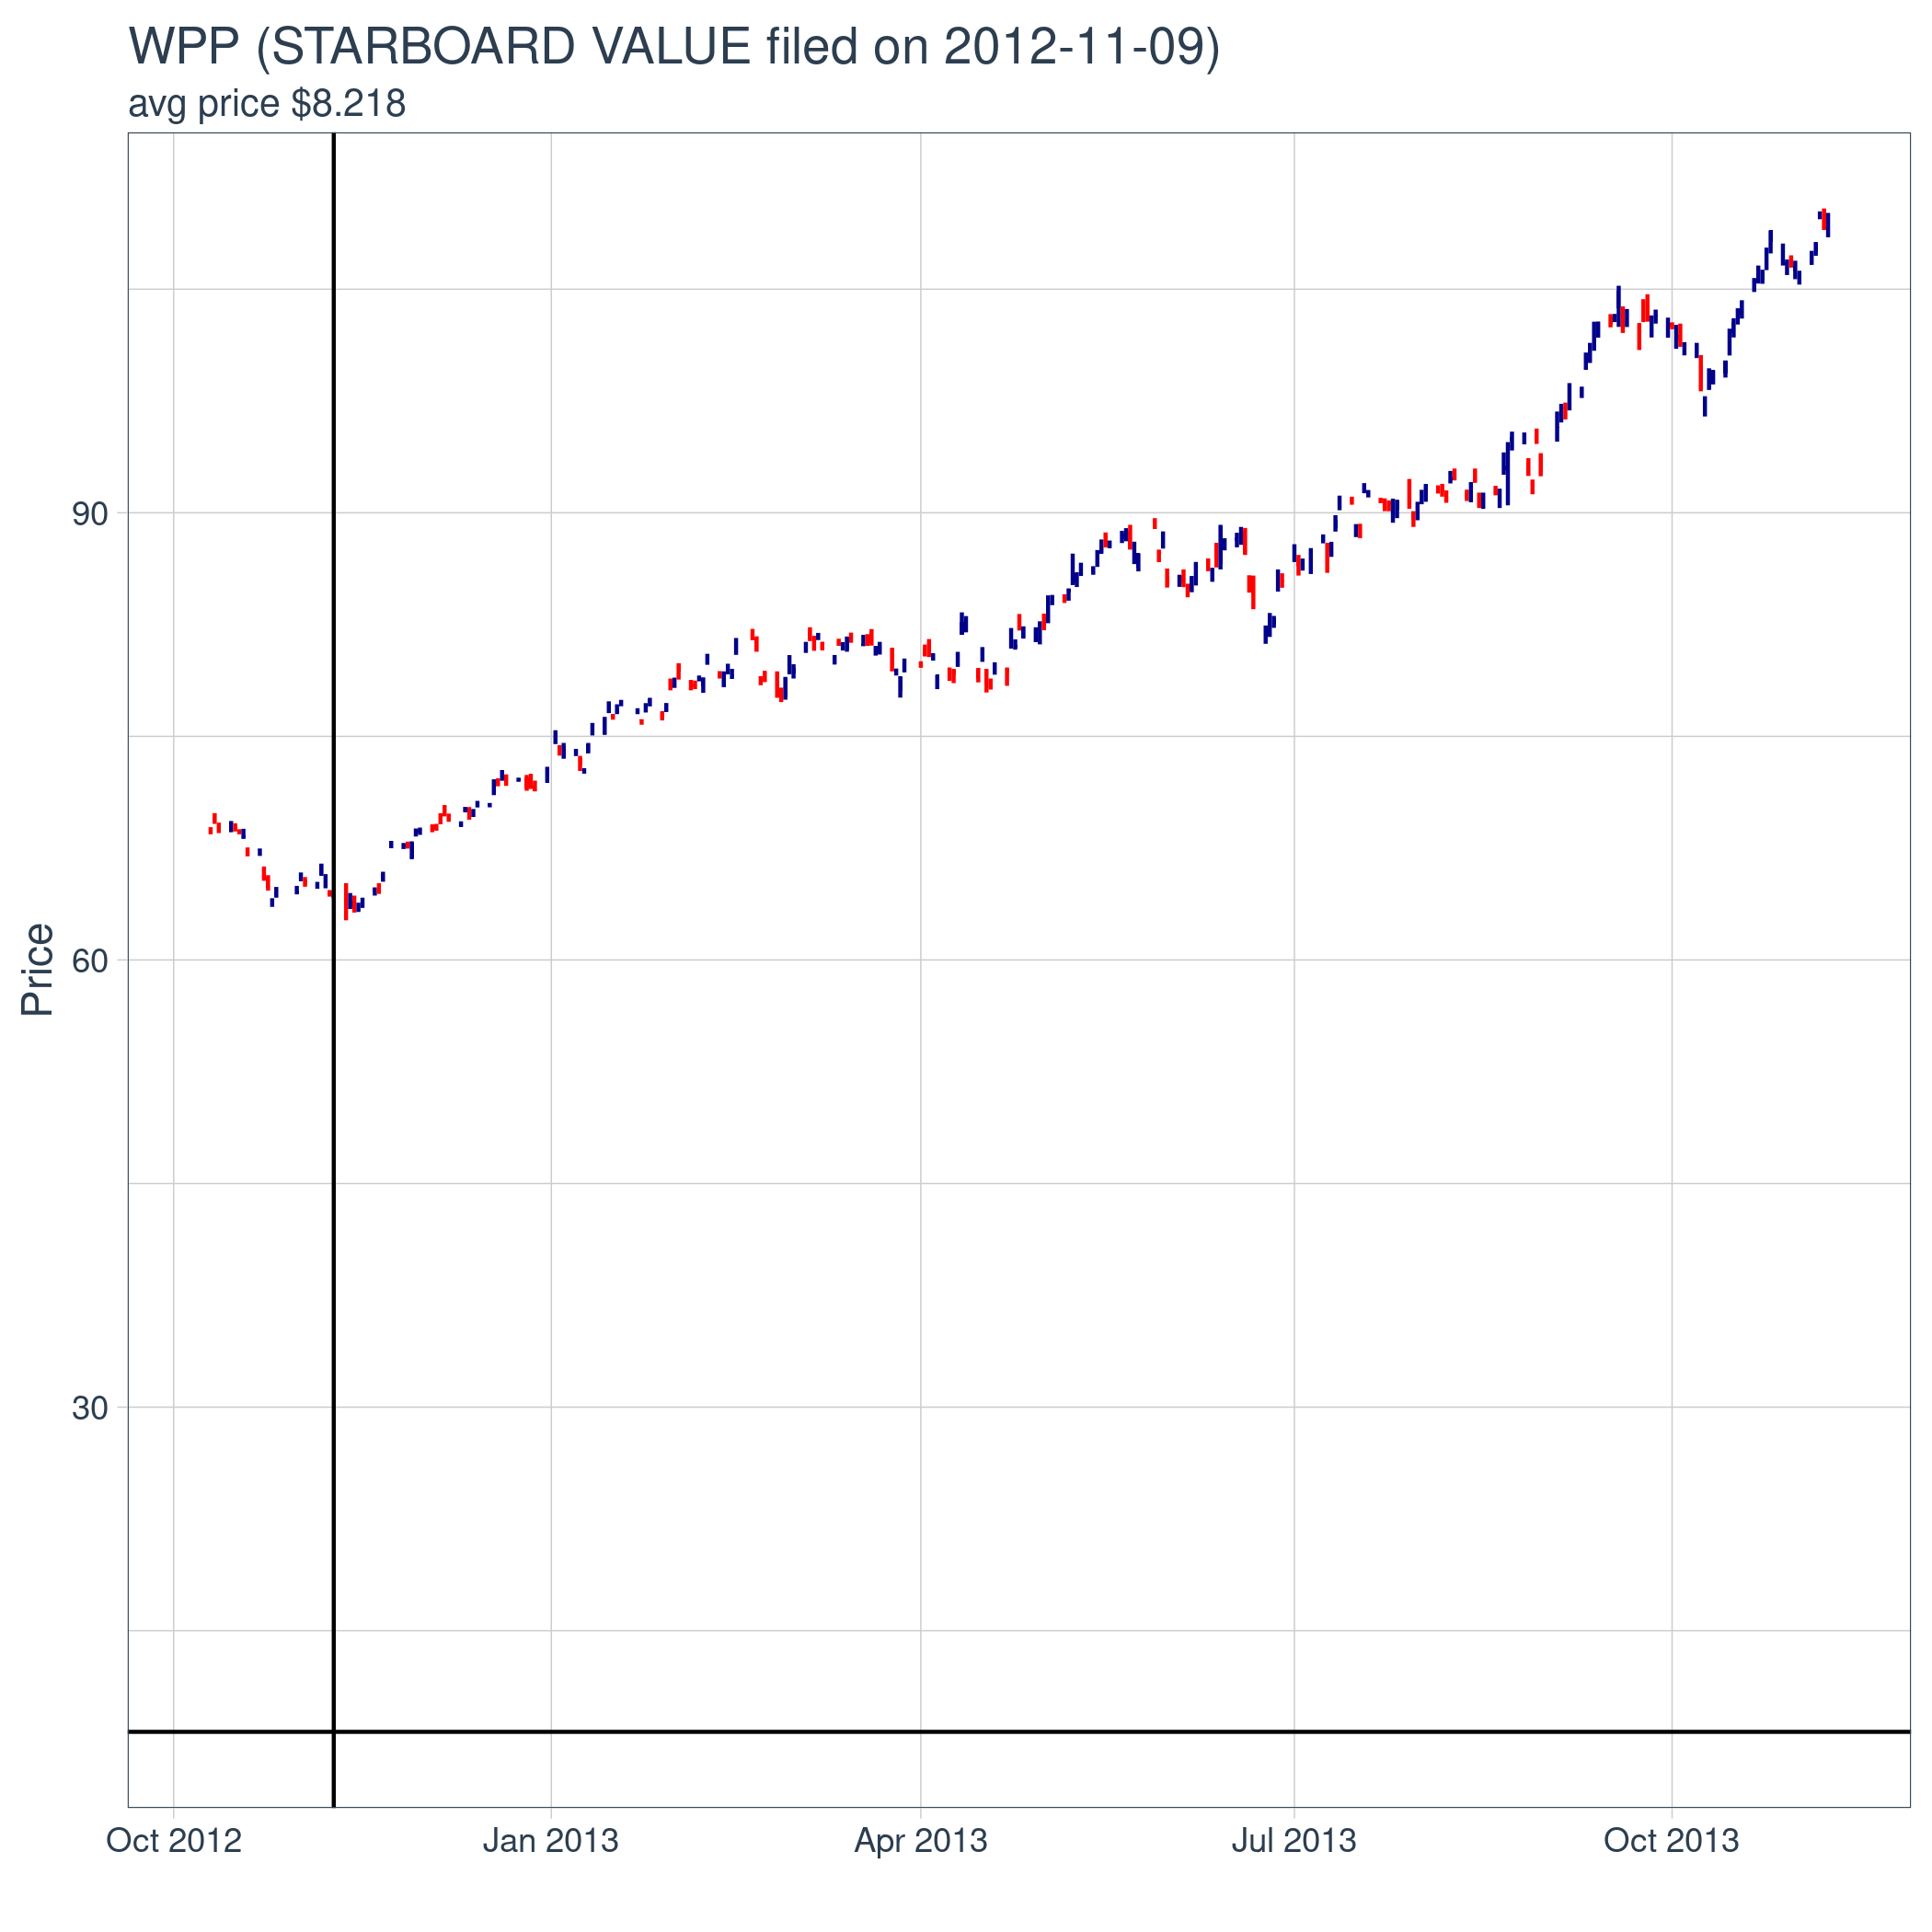 WPP (STARBOARD VALUE filed on 2012-11-09)
avg price $8.218
Price
90
60
30
Oct 2012
Jan 2013
Apr 2013
Jul 2013
Oct 2013